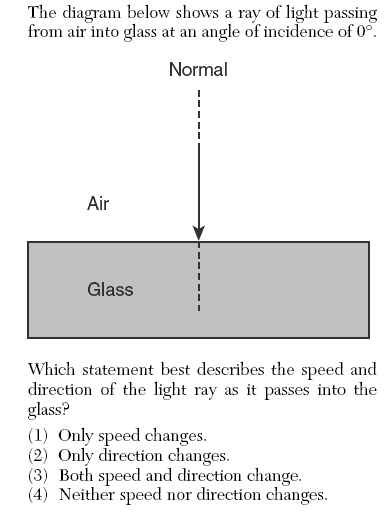 The diagram below shows a ray of light passing
from air into glass at an angle of incidence of 0°.
Normal
Air
Glass
Which statement best describes the speed and
direction of the light ray as it passes into the
glass?
(1) Only speed changes.
(2) Only direction changes.
(3) Both speed and direction change.
(4) Neither speed nor direction changes.